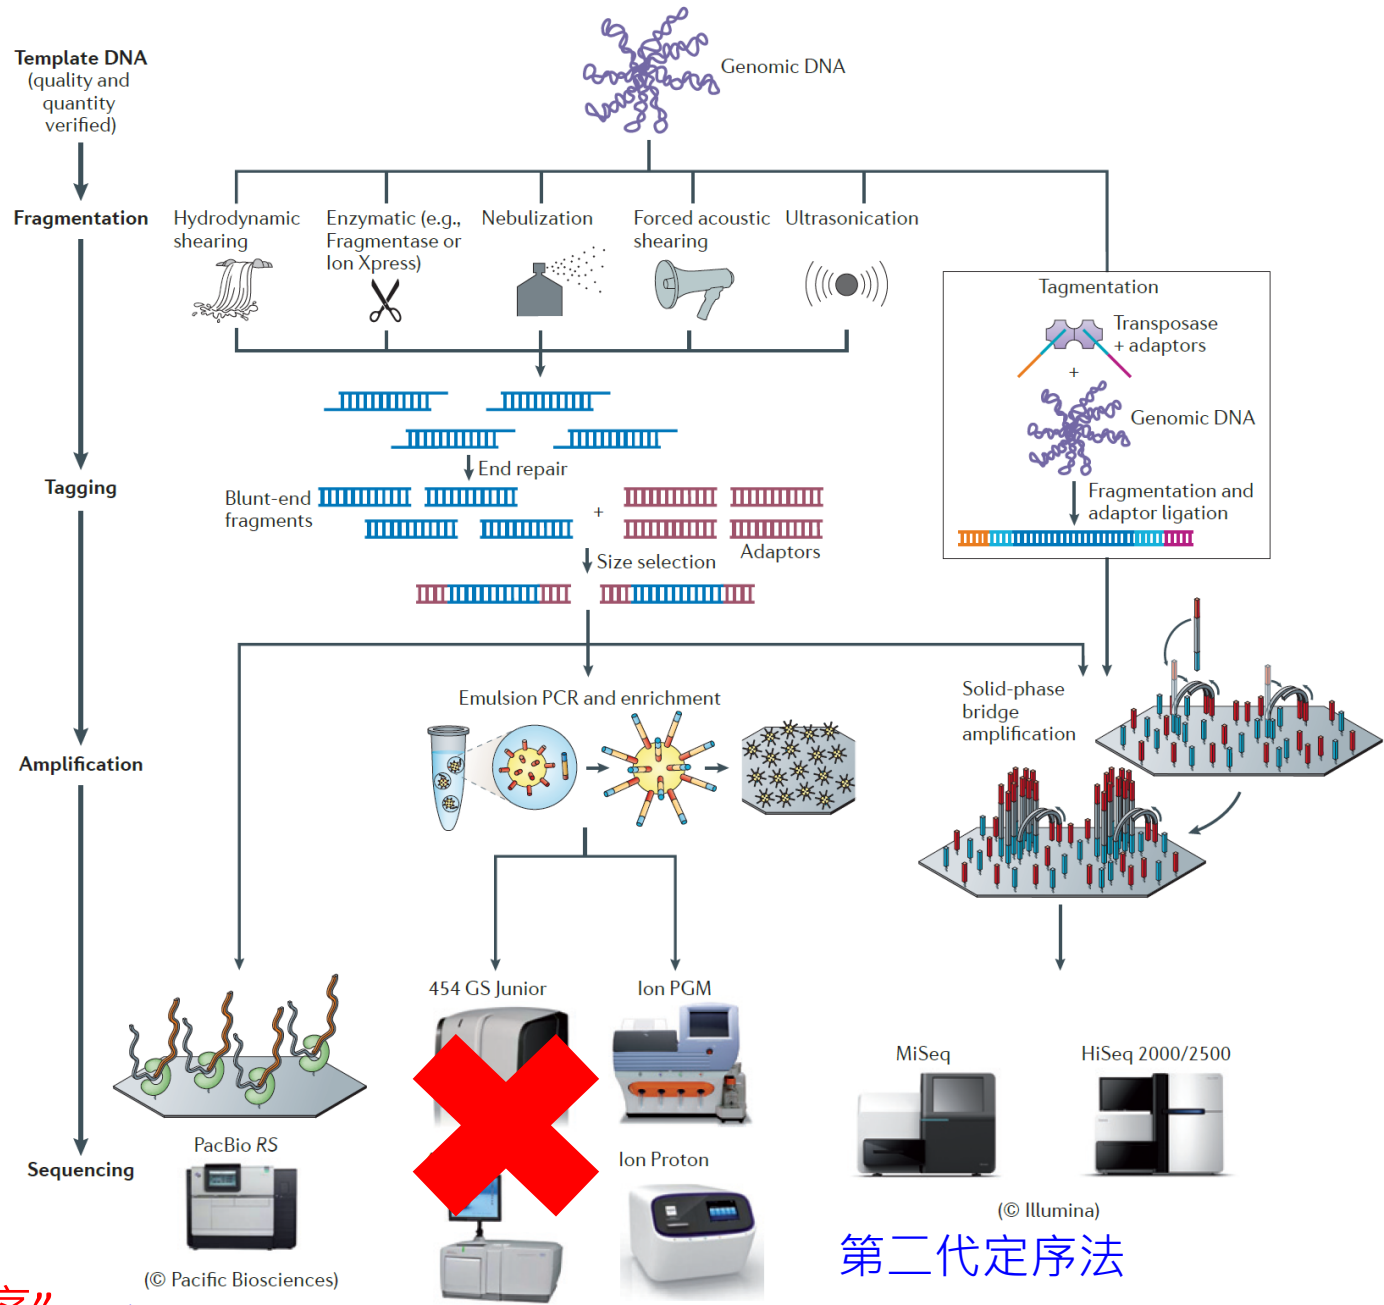 Template DNA
(quality and
quantity
verified)
Genomic DNA
Fragmentation
Hydrodynamic
shearing
Enzymatic (e.g.,
Fragmentase or
Ion Xpress)
Nebulization
Forced acoustic
shearing
Ultrasonication
Tagmentation
Transposase
+ adaptors
+
Genomic DNA
Fragmentation and
adaptor ligation
End repair
Tagging
Blunt-end
fragments
+
Adaptors
Size selection
Emulsion PCR and enrichment
Solid-phase
bridge
amplification
Amplification
454 GS Junior
Ion PGM
MiSeq
HiSeq 2000/2500
PacBio RS
Ion Proton
Sequencing
(© Illumina)
第二代定序法
(© Pacific Biosciences)
序”